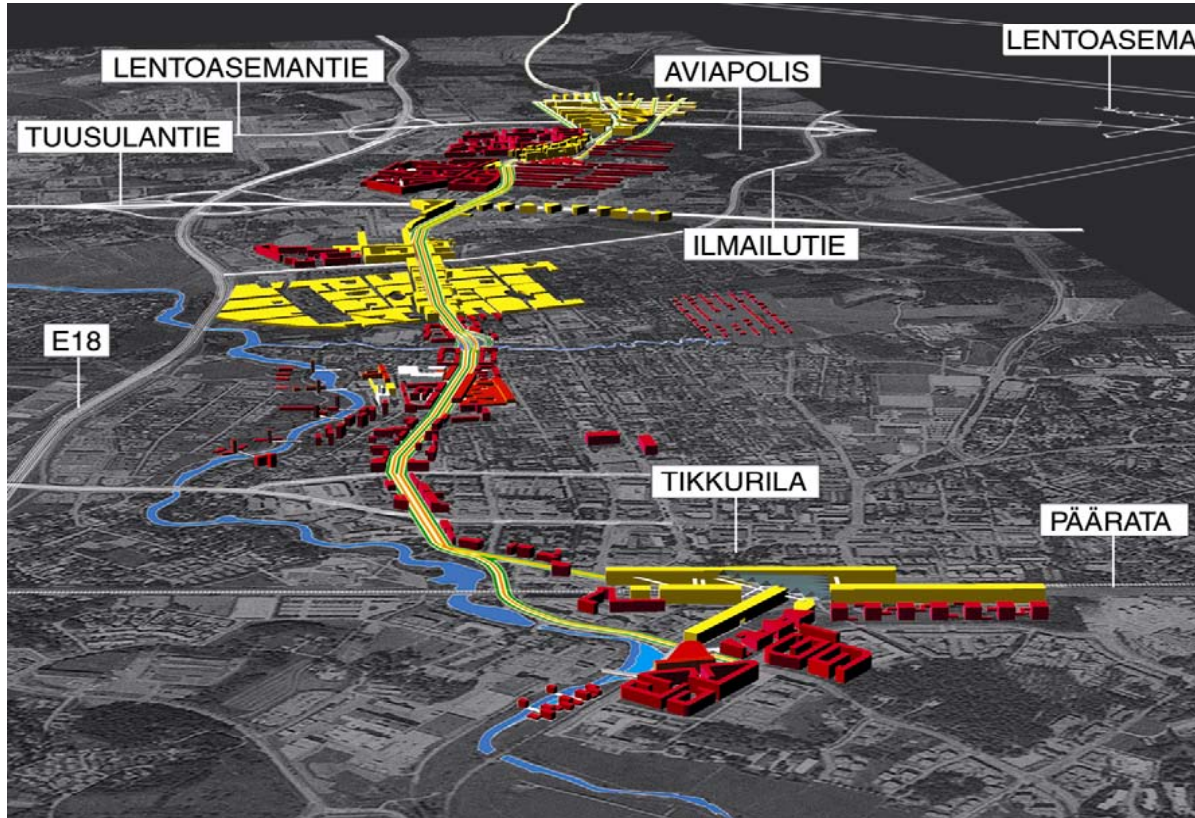 LENTOASEMA
LENTOASEMANTIE
AVIAPOLIS
TUUSULANTIE
ILMAILUTIE
E18
TIKKURILA
PÄÄRATA